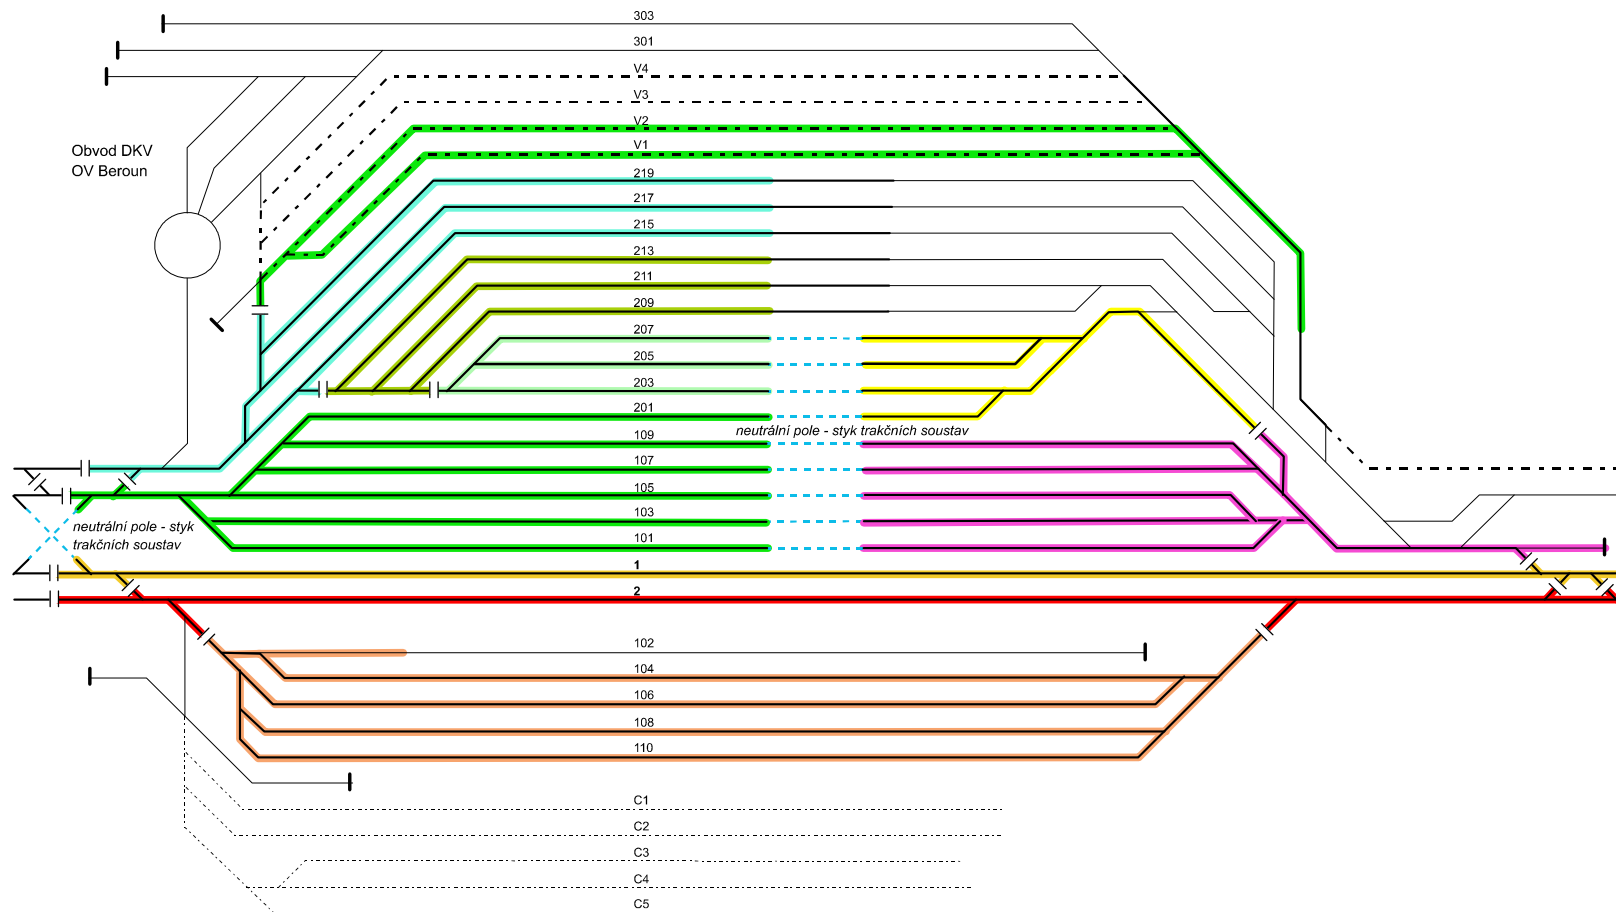 303
301
V4
V3
V2
V1
Obvod DKV
OV Beroun
219
217
215
213
211
209
207
205
203
201
neutrální pole - styk trakčních soustav
109
107
105
neutrální pole - styk
trakčních soustav
103
101
1
2
102
104
106
108
110
C1
C2
C3
C4
C5